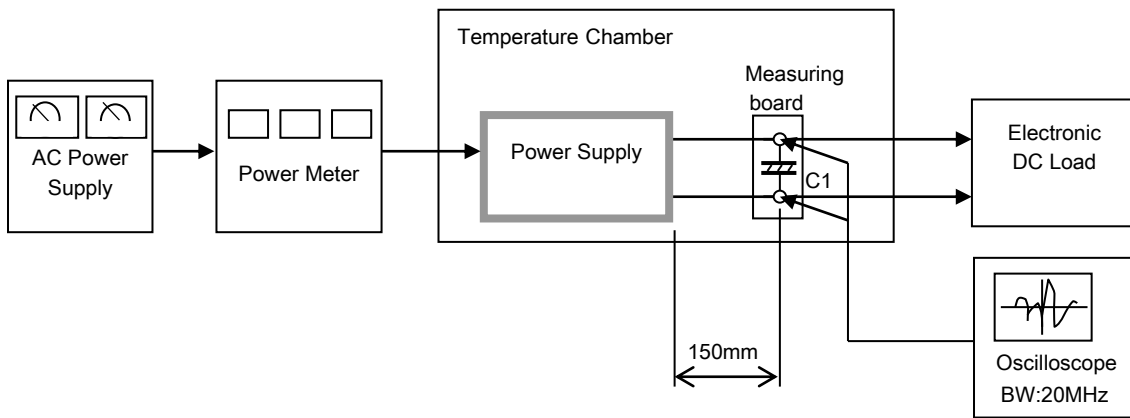 Temperature Chamber
Measuring
board
AC Power
Supply
Power Meter
Power Supply
C1
Electronic
DC Load
150mm
Oscilloscope
BW:20MHz